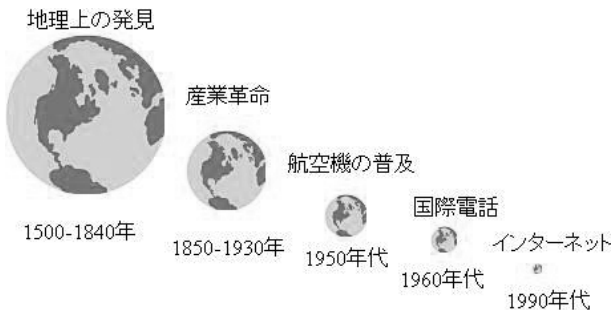 地理上の発見
1500-1840年
産業革命
1850-1930年
航空機の普及
1950年代
国際電話
1960年代
インターネット
1990年代